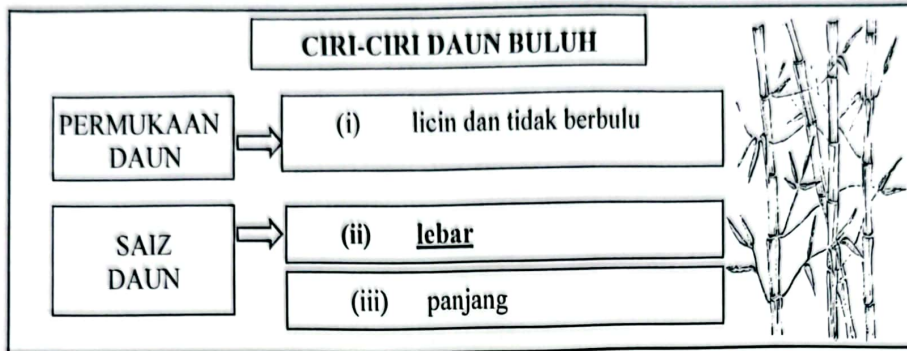 CIRI-CIRI DAUN BULUH
PERMUKAAN
DAUN
(i) licin dan tidak berbulu
SAIZ
DAUN
(ii) lebar
(iii) panjang